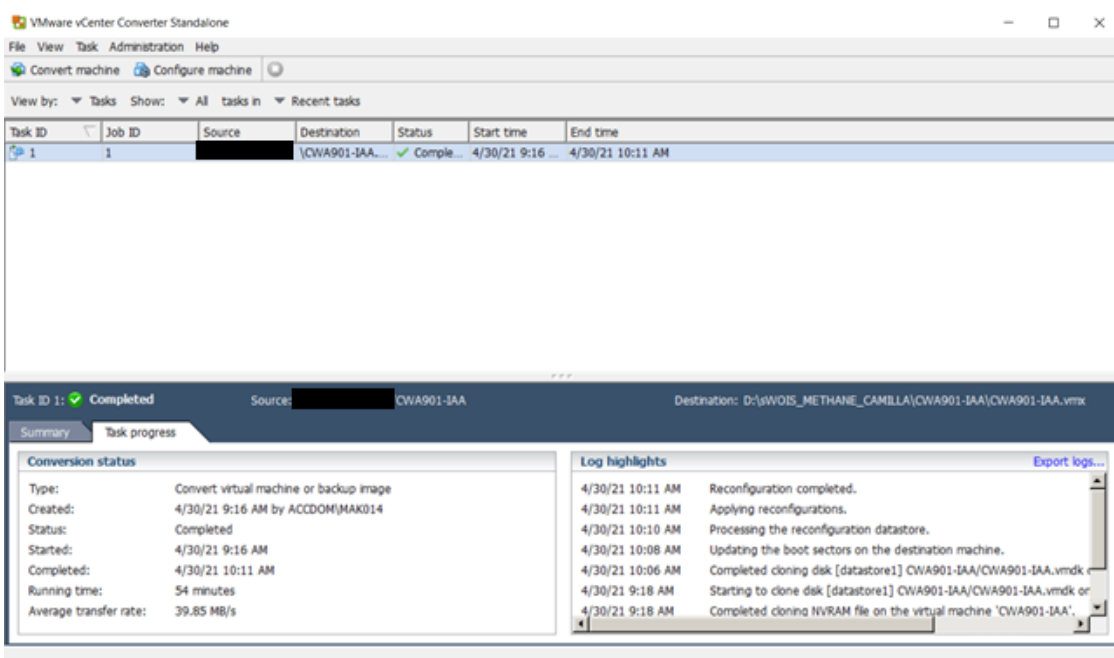 VMware vCenter Converter Standalone
File View Task Administration Help
Convert machine Configure machine
View by: Tasks Show: All tasks in Recent tasks
Task ID Job ID Source Destination Status Start time End time
1 1 \CWA901-IAA.... Comple... 4/30/21 9:16 ... 4/30/21 10:11 AM
Task ID 1: Completed Source: CWA901-IAA Destination: D:\sWOIS_METHANE_CAMILLA\CWA901-IAA\CWA901-IAA.vmx
Summary Task progress
Conversion status
Type: Convert virtual machine or backup image
Created: 4/30/21 9:16 AM by ACCDOM\MAK014
Status: Completed
Started: 4/30/21 9:16 AM
Completed: 4/30/21 10:11 AM
Running time: 54 minutes
Average transfer rate: 39.85 MB/s
Log highlights Export logs...
4/30/21 10:11 AM Reconfiguration completed.
4/30/21 10:11 AM Applying reconfigurations.
4/30/21 10:10 AM Processing the reconfiguration datastore.
4/30/21 10:08 AM Updating the boot sectors on the destination machine.
4/30/21 10:06 AM Completed cloning disk [datastore1] CWA901-IAA/CWA901-IAA.vmdk
4/30/21 9:18 AM Starting to clone disk [datastore1] CWA901-IAA/CWA901-IAA.vmdk or
4/30/21 9:18 AM Completed cloning NVRAM file on the virtual machine 'CWA901-IAA'.